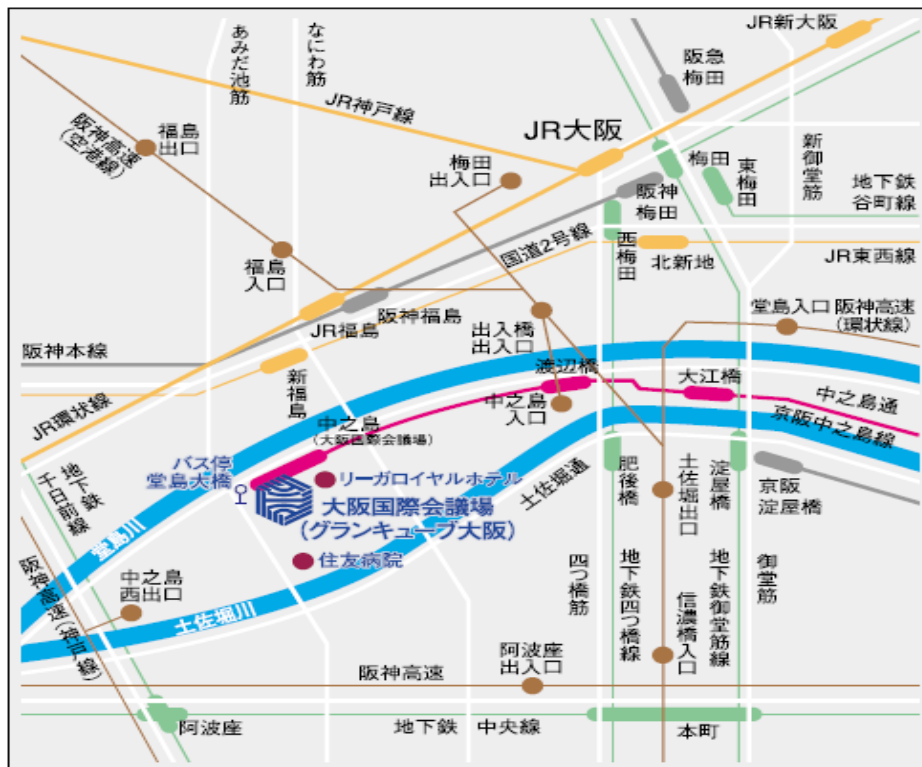 JR新大阪
あみだ池筋
なにわ筋
阪急
梅田
JR神戸線
JR大阪
阪神高速
(空港線)
福島
出口
梅田
出入口
梅田
東梅田
新御堂筋
地下鉄
谷町線
阪神
梅田
国道2号線
西梅田
北新地
JR東西線
福島
入口
JR福島
阪神福島
出入橋
出入口
堂島入口
阪神高速
(環状線)
阪神本線
新福島
渡辺橋
大江橋
中之島通
JR環状線
中之島
(大阪国際会議場)
中之島
入口
京阪中之島線
バス停
堂島大橋
リーガロイヤルホテル
大阪国際会議場
(グランキューブ大阪)
土佐堀通
肥後橋
土佐堀出口
淀屋橋
京阪
淀屋橋
地下鉄
千日前線
堂島川
住友病院
阪神高速(神戸線)
中之島
西出口
土佐堀川
四つ橋筋
地下鉄四つ橋線
信濃橋入口
地下鉄御堂筋線
御堂筋
阪神高速
阿波座
出入口
阿波座
地下鉄 中央線
本町